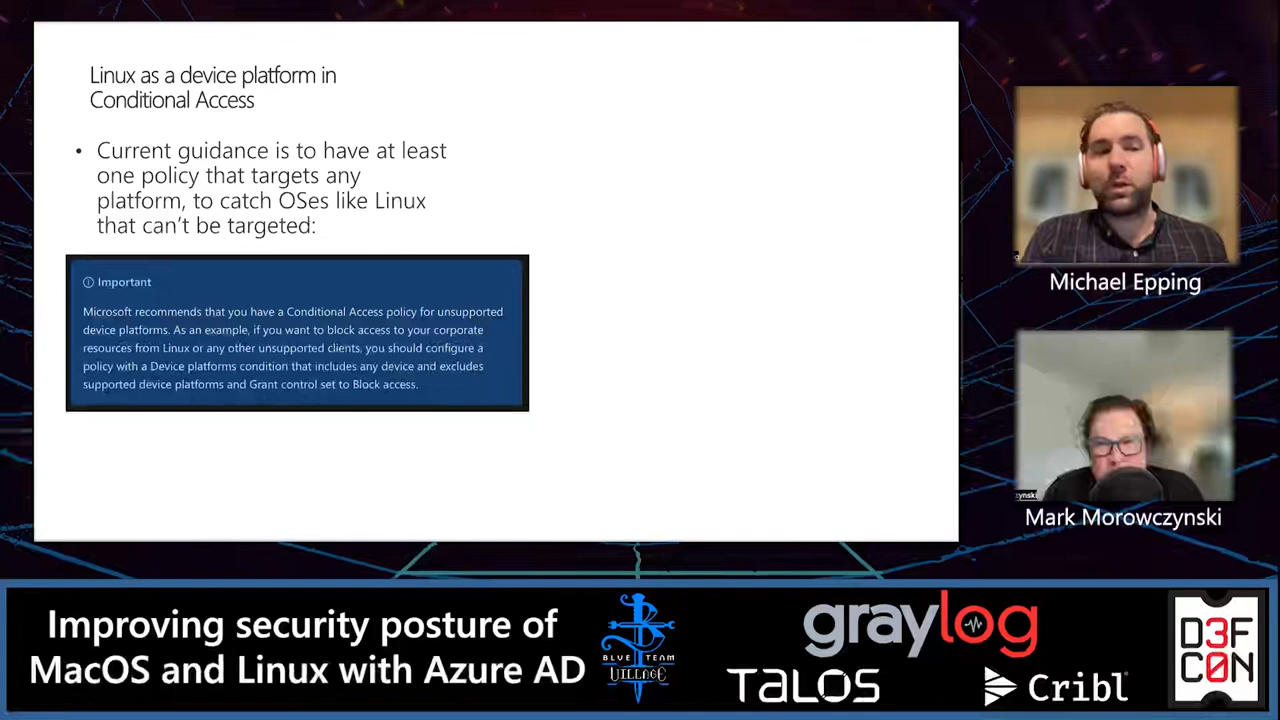 Linux as a device platform in
Conditional Access
• Current guidance is to have at least
one policy that targets any
platform, to catch OSes like Linux
that can't be targeted:
Important
Microsoft recommends that you have a Conditional Access policy for unsupported
device platforms. As an example, if you want to block access to your corporate
resources from Linux or any other unsupported clients, you should configure a
policy with a Device platforms condition that includes any device and excludes
supported device platforms and Grant control set to Block access.
Michael Epping
zynski
Mark Morowczynski
Improving security posture of
MacOS and Linux with Azure AD
BLUE TEAM
VILLAGE
graylog
TALOS
Cribl
D3F
C0N